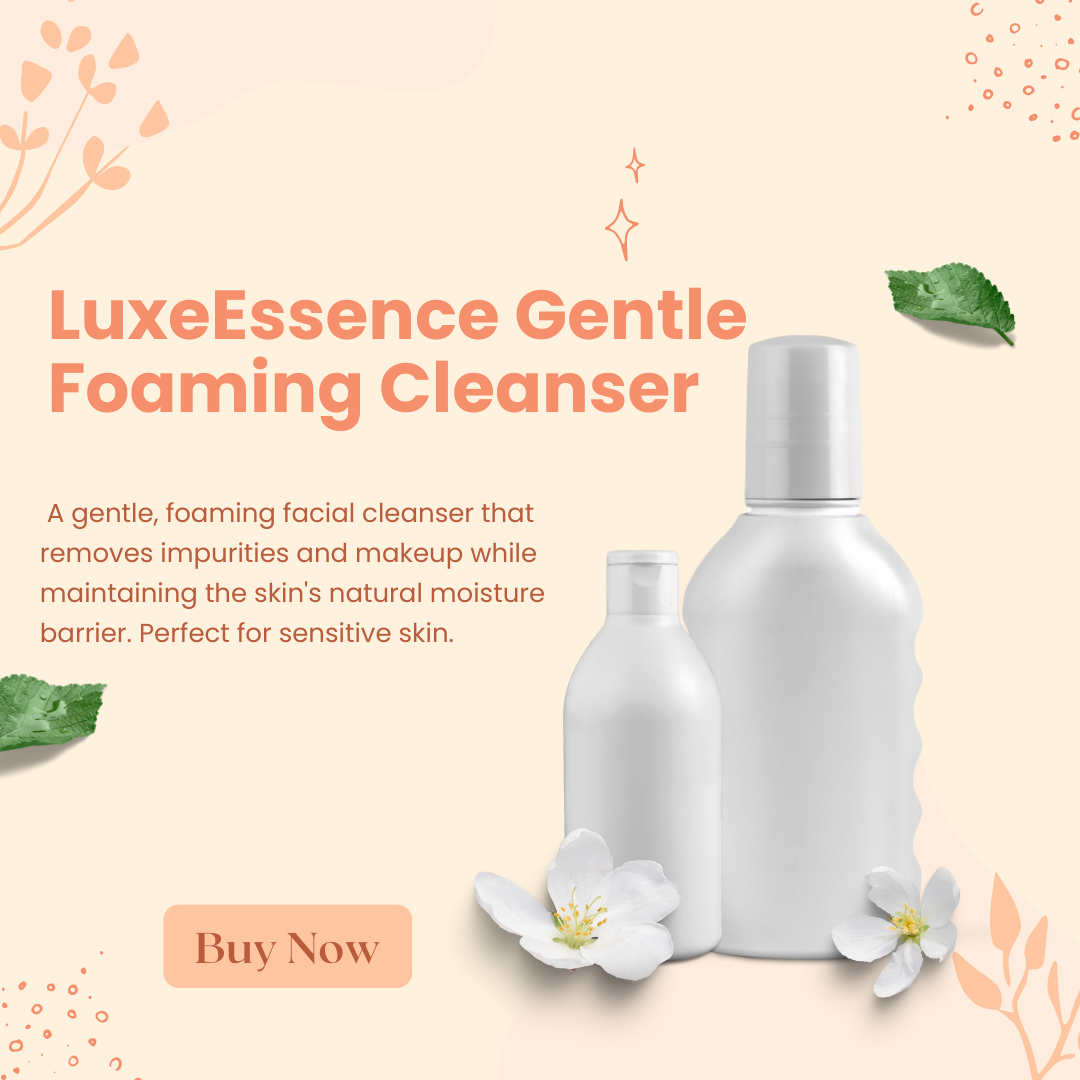 LuxeEssence Gentle
Foaming Cleanser
A gentle, foaming facial cleanser that
removes impurities and makeup while
maintaining the skin's natural moisture
barrier. Perfect for sensitive skin.
Buy Now